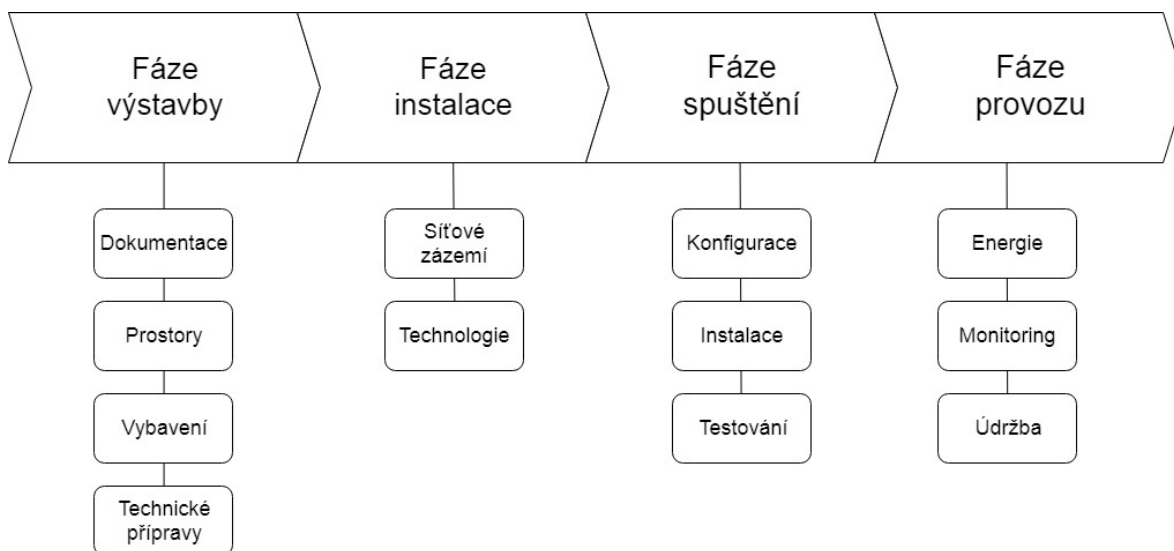 Fáze
výstavby
Fáze
instalace
Fáze
spuštění
Fáze
provozu
Dokumentace
Prostory
Vybavení
Technické
přípravy
Síťové
zázemí
Technologie
Konfigurace
Instalace
Testování
Energie
Monitoring
Údržba